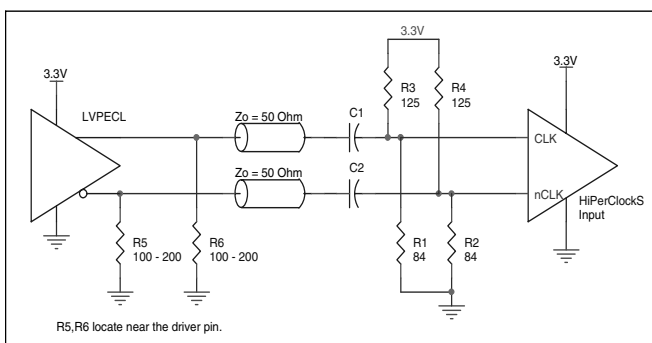 3.3V
3.3V
3.3V
R3
125
R4
125
LVPECL
Zo = 50 Ohm
C1
CLK
Zo = 50 Ohm
C2
nCLK
HiPerClockS
Input
R5
100 - 200
R6
100 - 200
R1
84
R2
84
R5,R6 locate near the driver pin.